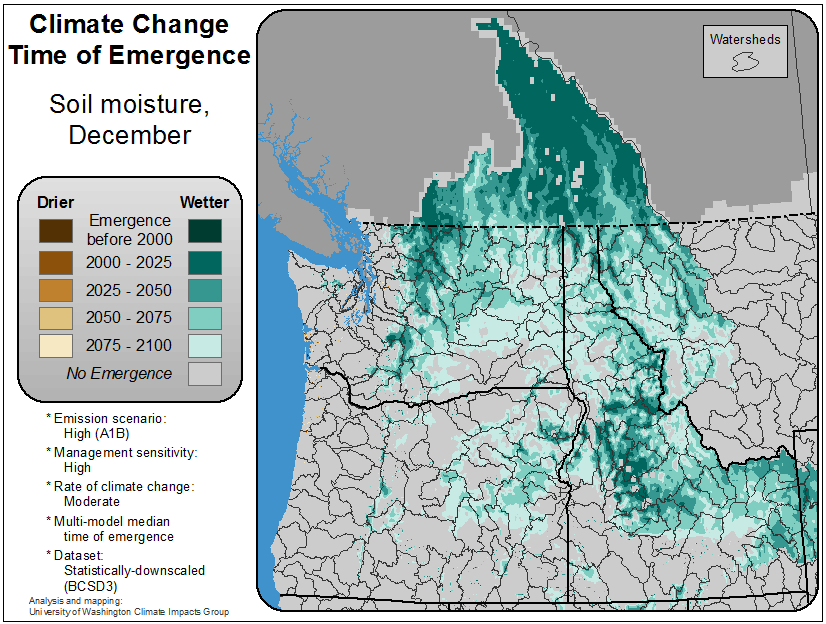 Climate Change
Time of Emergence
Soil moisture,
December
Drier
Wetter
Emergence
before 2000
2000 - 2025
2025 - 2050
2050 - 2075
2075 - 2100
No Emergence
* Emission scenario:
High (A1B)
* Management sensitivity:
High
* Rate of climate change:
Moderate
* Multi-model median
time of emergence
* Dataset:
Statistically-downscaled
(BCSD3)
Analysis and mapping:
University of Washington Climate Impacts Group
Watersheds